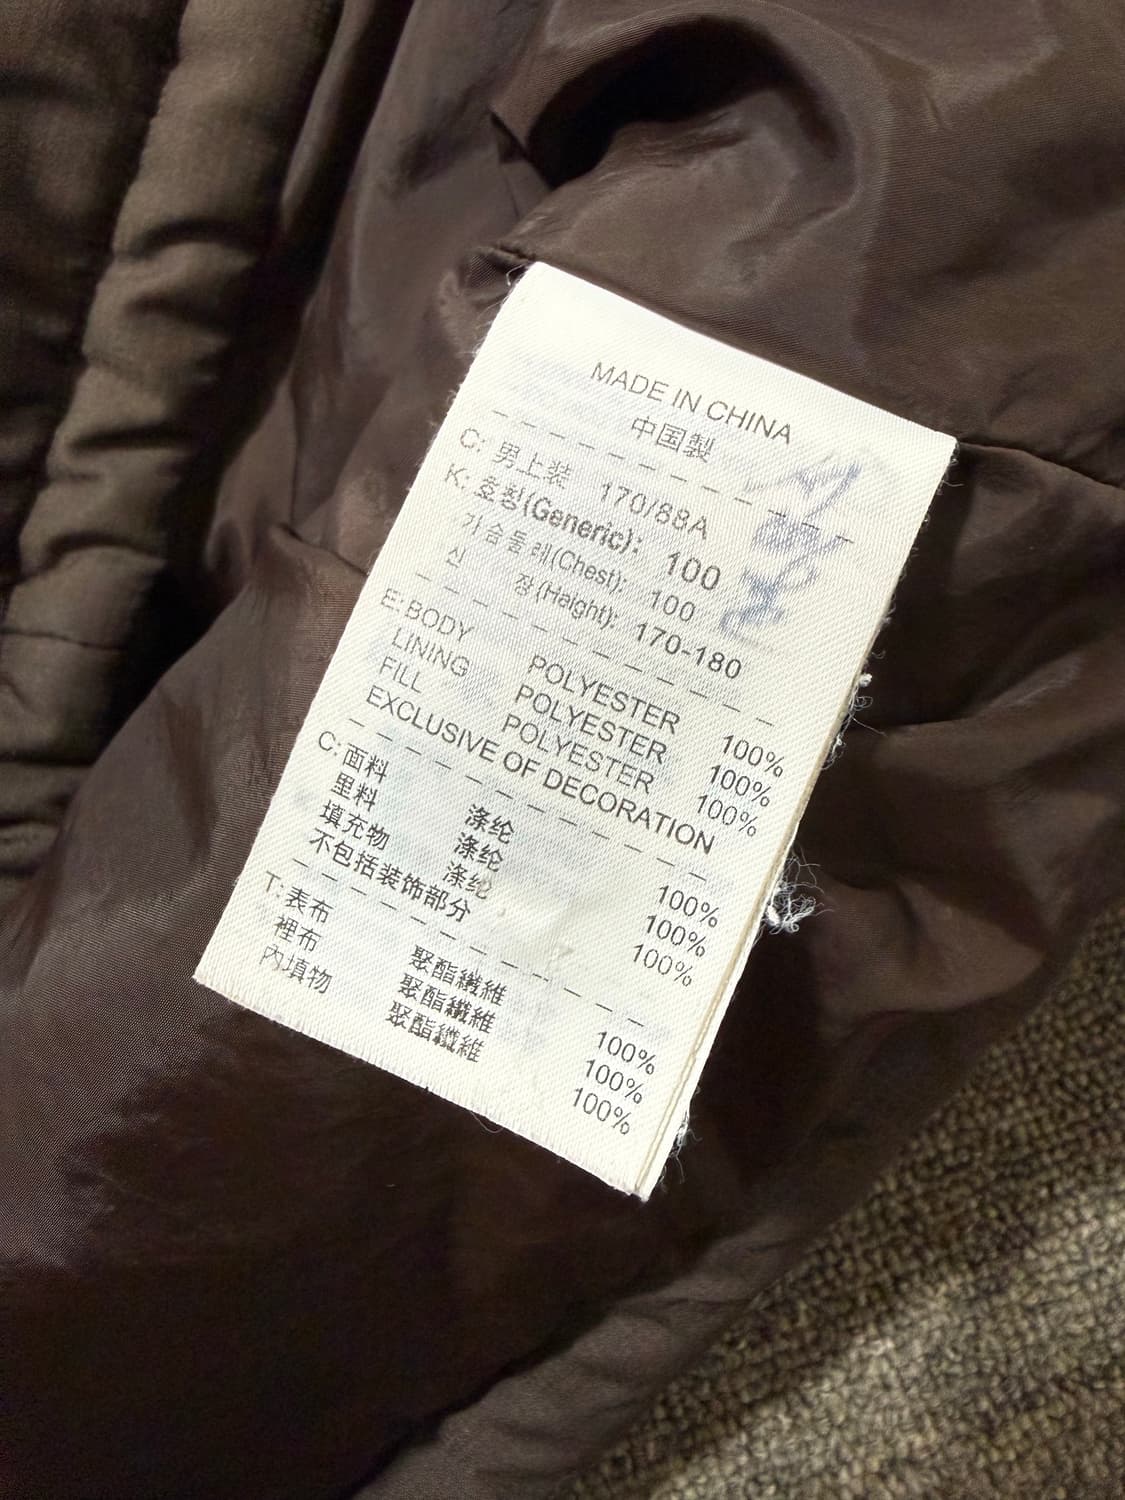 MADE IN CHINA
中国製
C: 男上装 170/88A
K: 호칭(Generic): 100
가슴둘레(Chest): 100
신 장(Height): 170-180
E: BODY POLYESTER 100%
LINING POLYESTER 100%
FILL POLYESTER 100%
EXCLUSIVE OF DECORATION
C: 面料 涤纶 100%
里料 涤纶 100%
填充物 涤纶 100%
不包括装饰部分
T: 表布 聚酯纖維 100%
裡布 聚酯纖維 100%
內填物 聚酯纖維 100%